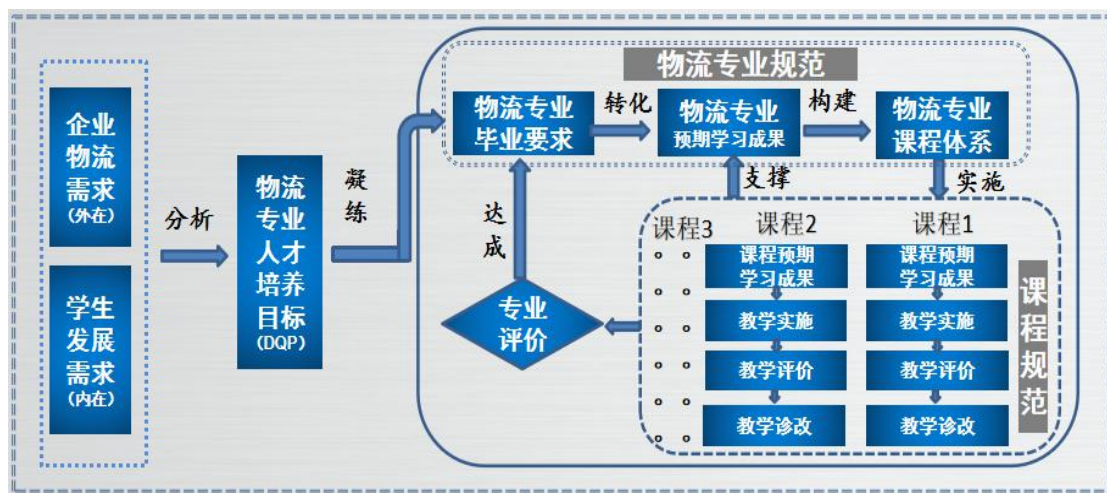 企业
物流
需求
(外在)
学生
发展
需求
(内在)
分析
物流
专业
人才
培养
目标
(DQP)
凝
练
物流专业规范
物流专业
毕业要求
转化
物流专业
预期学习成果
构建
物流专业
课程体系
达
成
支撑
实施
专业
评价
课程3
课程2
课程1
课程预期
学习成果
教学实施
教学评价
教学诊改
课程预期
学习成果
教学实施
教学评价
教学诊改
课
程
规
范